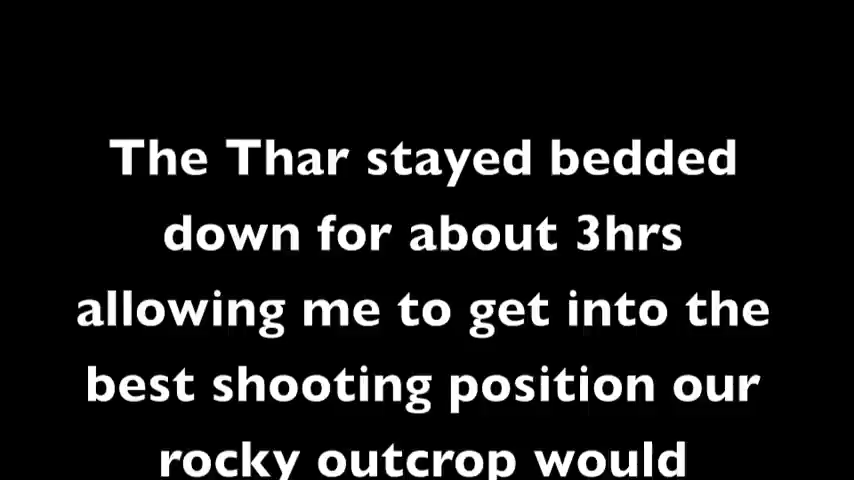 The Thar stayed bedded
down for about 3hrs
allowing me to get into the
best shooting position our
rocky outcrop would